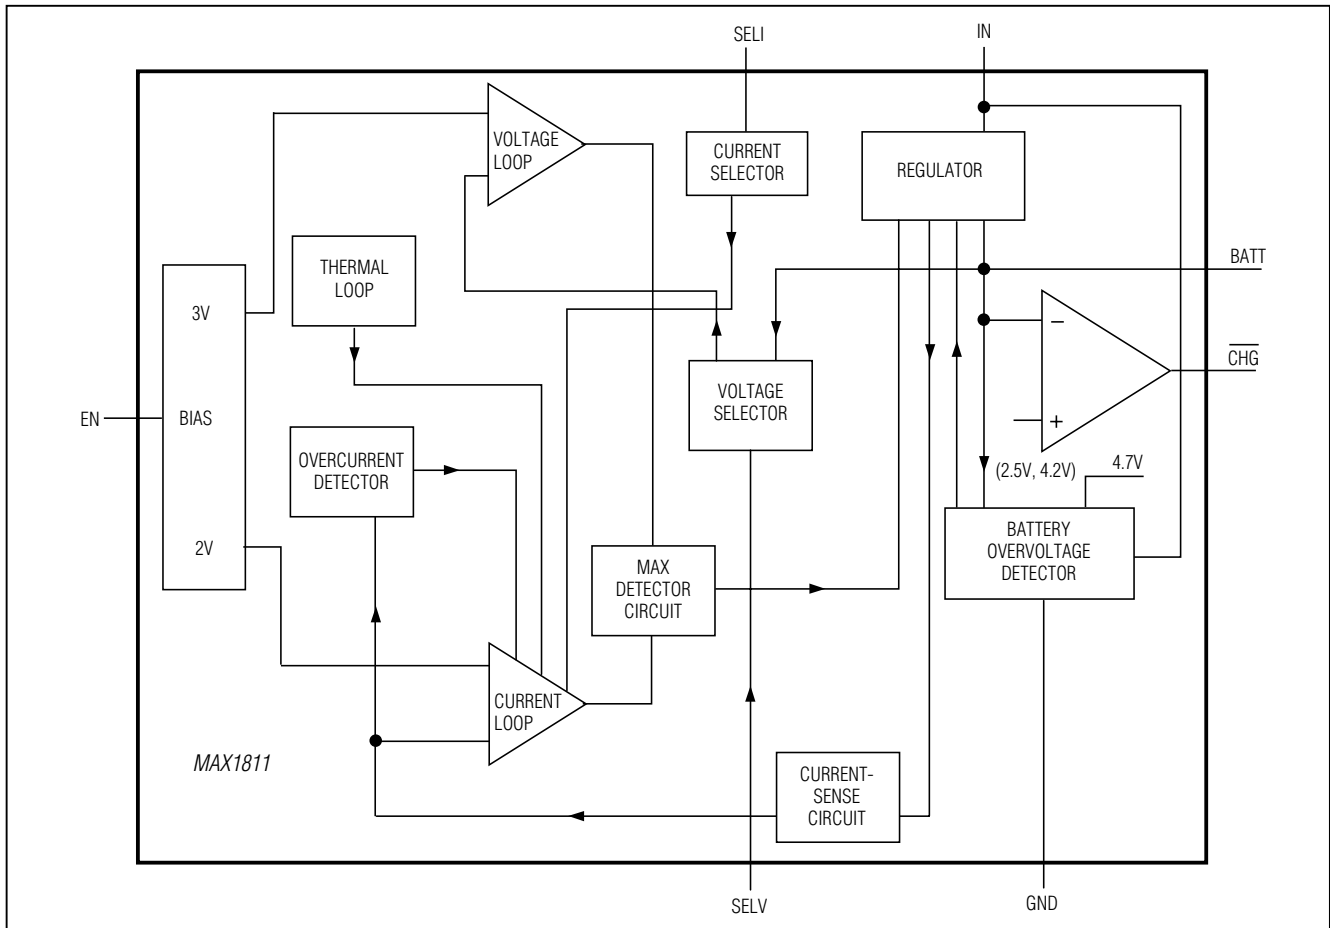 SELI
IN
VOLTAGE
LOOP
CURRENT
SELECTOR
REGULATOR
THERMAL
LOOP
BATT
3V
−
CHG
EN
BIAS
VOLTAGE
SELECTOR
+
OVERCURRENT
DETECTOR
(2.5V, 4.2V)
4.7V
2V
BATTERY
OVERVOLTAGE
DETECTOR
MAX
DETECTOR
CIRCUIT
CURRENT
LOOP
MAX1811
CURRENT-
SENSE
CIRCUIT
SELV
GND